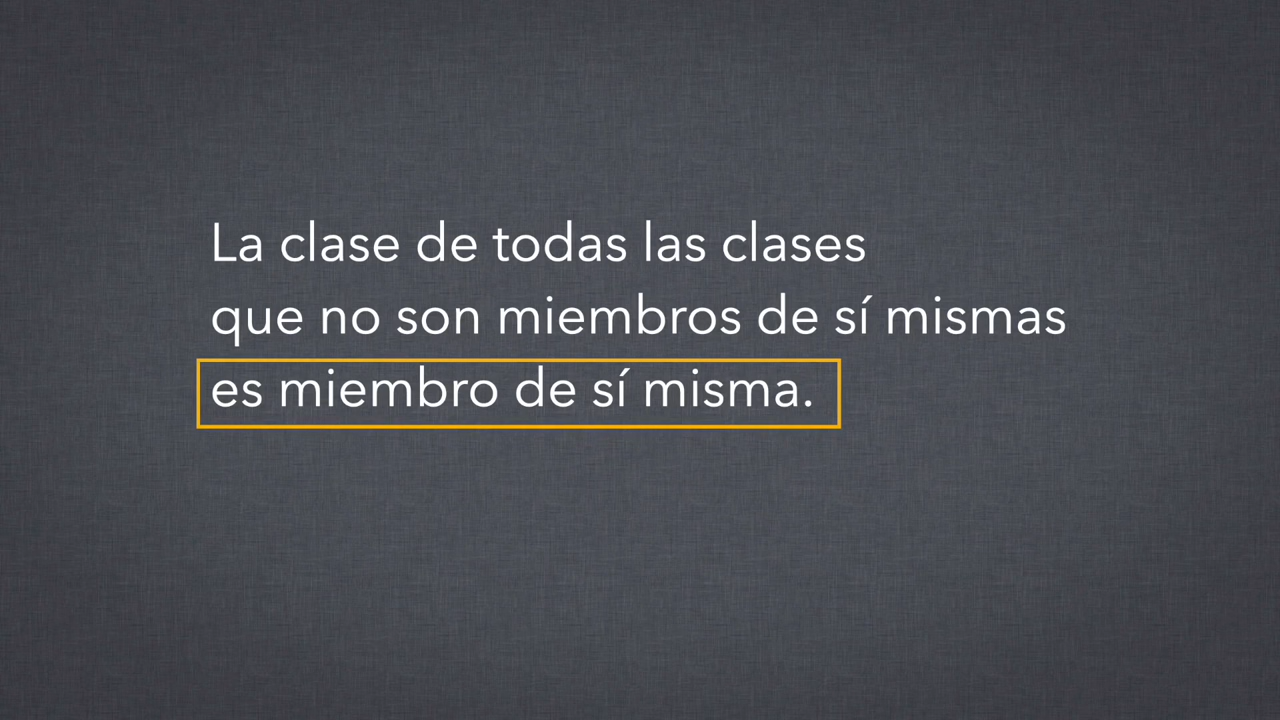 La clase de todas las clases
que no son miembros de sí mismas
es miembro de sí misma.